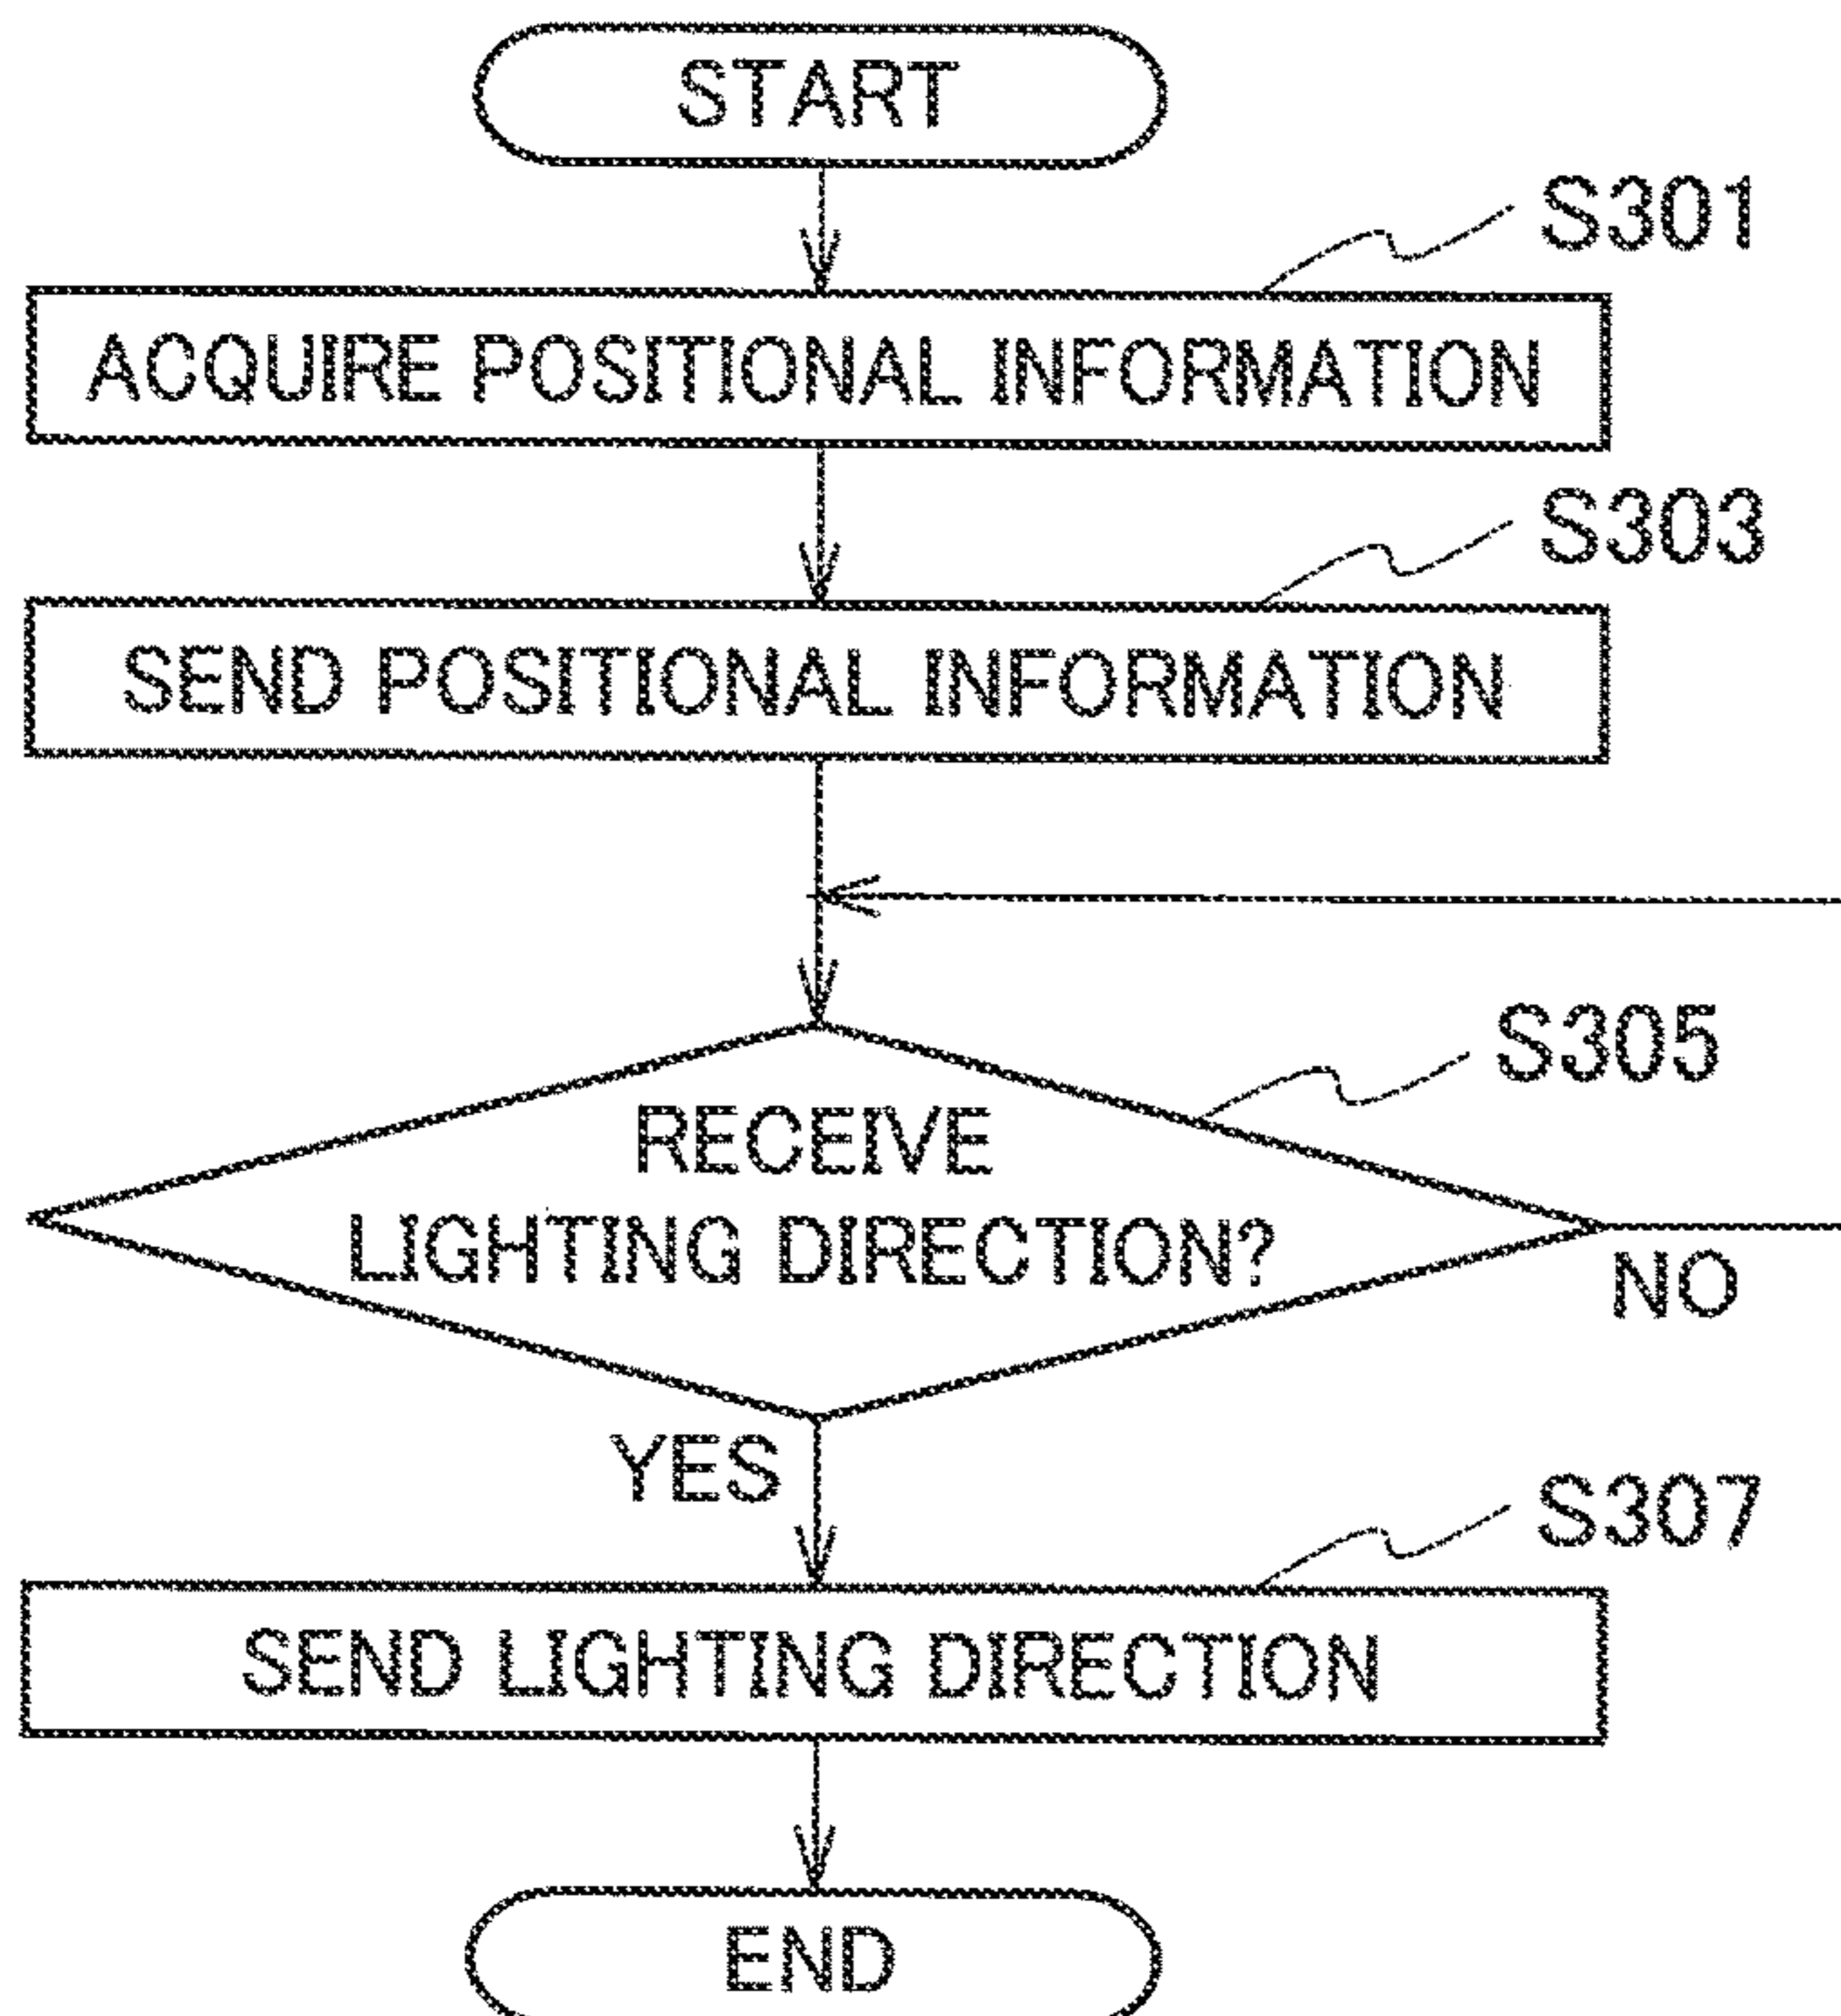 START
S301
ACQUIRE POSITIONAL INFORMATION
S303
SEND POSITIONAL INFORMATION
S305
RECEIVE
LIGHTING DIRECTION?
NO
YES
S307
SEND LIGHTING DIRECTION
END